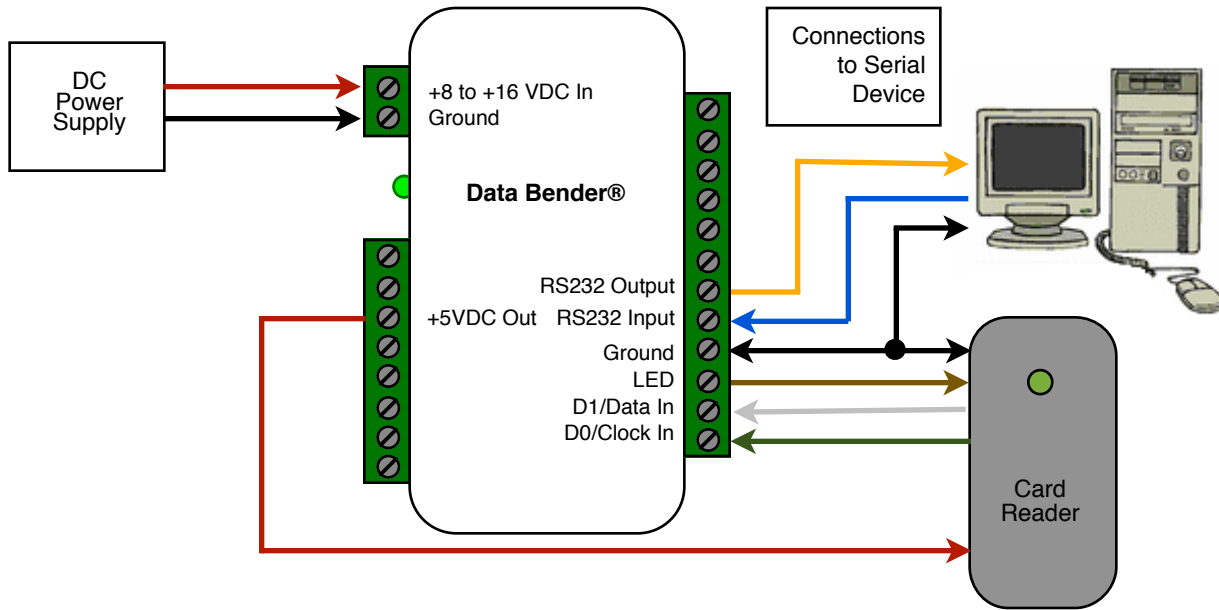 DC
Power
Supply
+8 to +16 VDC In
Ground
Data Bender®
Connections
to Serial
Device
RS232 Output
+5VDC Out RS232 Input
Ground
LED
D1/Data In
D0/Clock In
Card
Reader